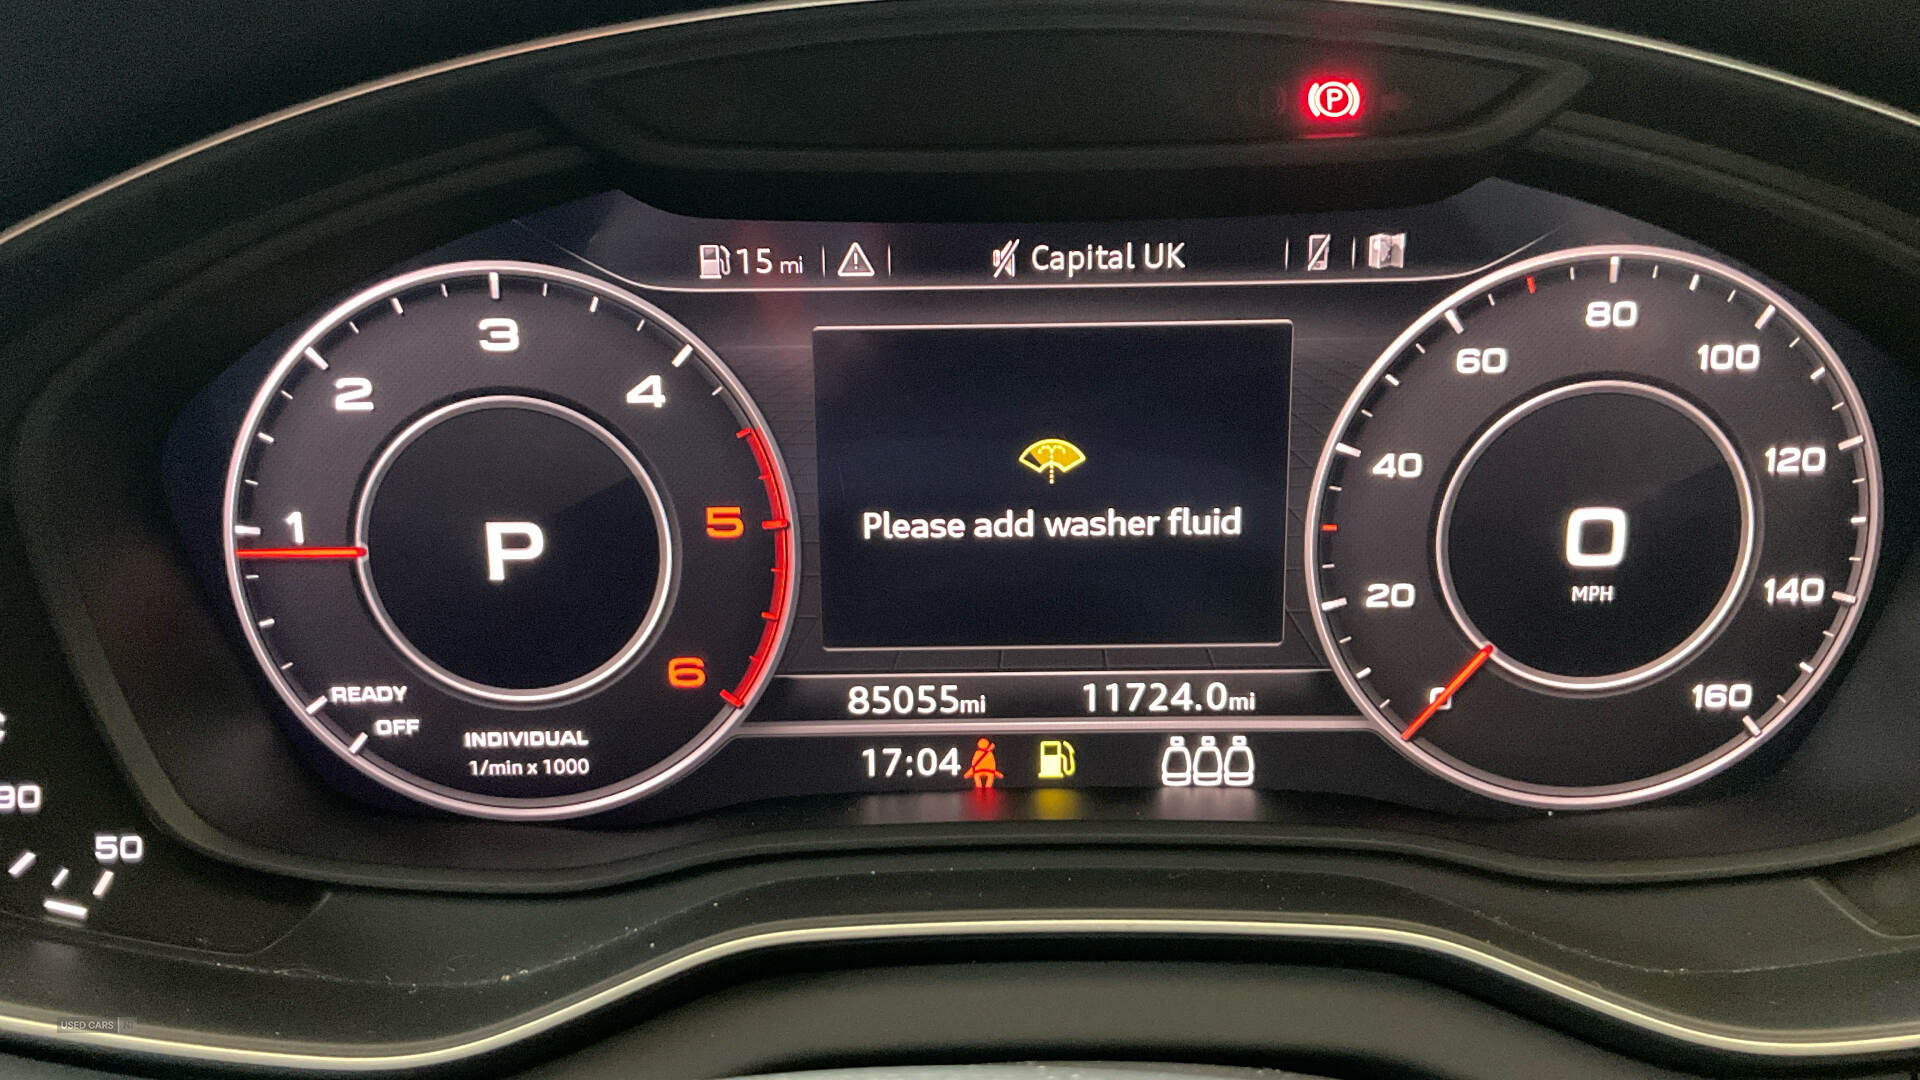 P
15 mi
Capital UK
3
2
4
1
5
6
P
READY
OFF
INDIVIDUAL
1/min x 1000
Please add washer fluid
85055mi
11724.0mi
17:04
80
60
100
40
120
20
140
0
160
0
MPH
90
50
USED CARS